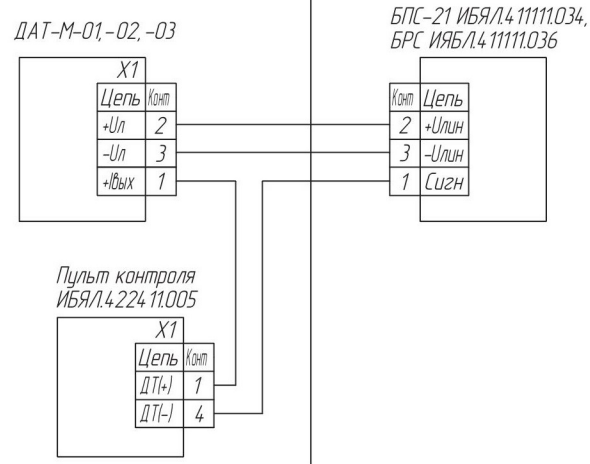 ДАТ-М-01,-02,-03
X1
Цепь Конт
+Uл 2
-Uл 3
+Iвых 1
БПС-21 ИБЯЛ.411111.034,
БРС ИЯБЛ.411111.036
Конт Цепь
2 +Uлин
3 -Uлин
1 Сигн
Пульт контроля
ИБЯЛ.422411.005
X1
Цепь Конт
ДТ(+) 1
ДТ(-) 4